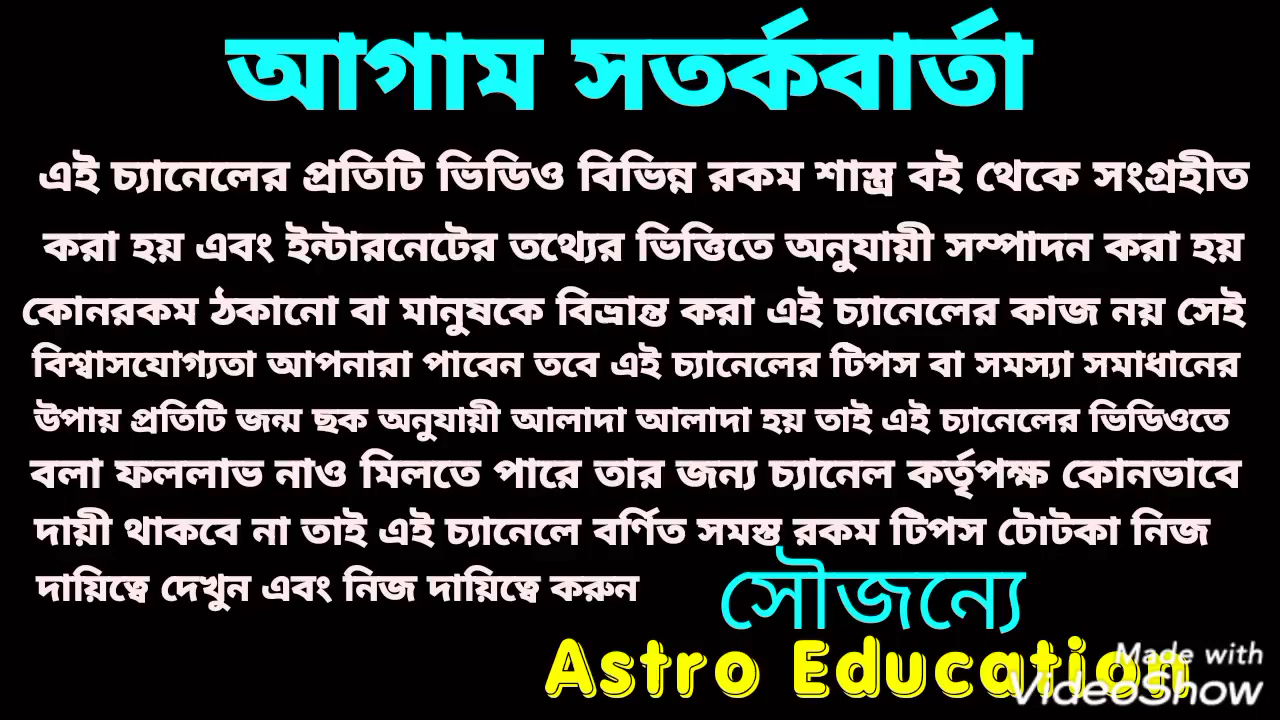 আগাম সতর্কবার্তা
এই চ্যানেলের প্রতিটি ভিডিও বিভিন্ন রকম শাস্ত্র বই থেকে সংগ্রহীত
করা হয় এবং ইন্টারনেটের তথ্যের ভিত্তিতে অনুযায়ী সম্পাদন করা হয়
কোনরকম ঠকানো বা মানুষকে বিভ্রান্ত করা এই চ্যানেলের কাজ নয় সেই
বিশ্বাসযোগ্যতা আপনারা পাবেন তবে এই চ্যানেলের টিপস বা সমস্যা সমাধানের
উপায় প্রতিটি জন্ম ছক অনুযায়ী আলাদা আলাদা হয় তাই এই চ্যানেলের ভিডিওতে
বলা ফললাভ নাও মিলতে পারে তার জন্য চ্যানেল কর্তৃপক্ষ কোনভাবে
দায়ী থাকবে না তাই এই চ্যানেলে বর্ণিত সমস্ত রকম টিপস টোটকা নিজ
দায়িত্বে দেখুন এবং নিজ দায়িত্বে করুন
সৌজন্যে
Astro Education
Made with
VideoShow